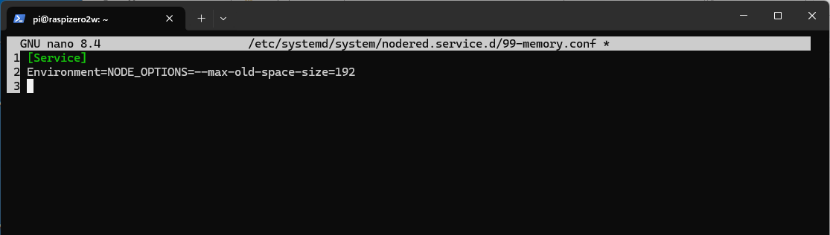 pi@raspizero2w: ~
GNU nano 8.4 /etc/systemd/system/nodered.service.d/99-memory.conf *
1 [Service]
2 Environment=NODE_OPTIONS=--max-old-space-size=192
3